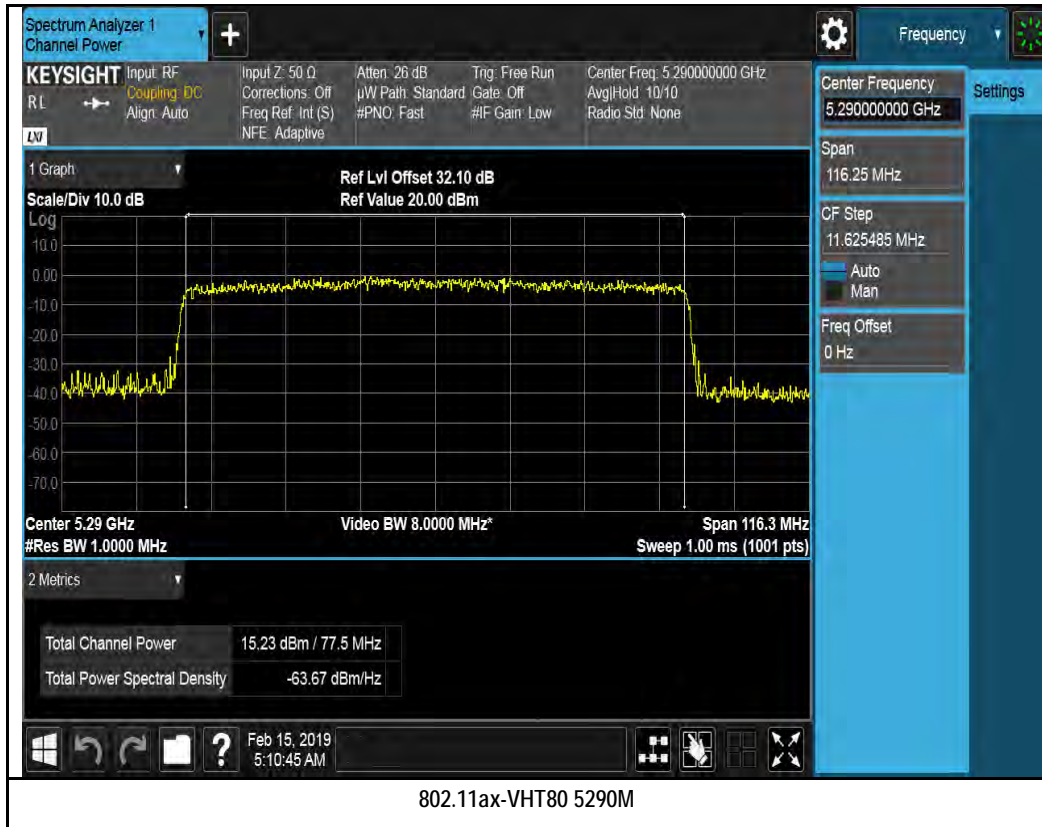 Spectrum Analyzer 1
Channel Power
+
Frequency
KEYSIGHT
RL
LXI
Input: RF
Coupling: DC
Align: Auto
Input Z: 50 Ω
Corrections: Off
Freq Ref: Int (S)
NFE: Adaptive
Atten: 26 dB
µW Path: Standard
#PNO: Fast
Trig: Free Run
Gate: Off
#IF Gain: Low
Center Freq: 5.290000000 GHz
Avg|Hold: 10/10
Radio Std: None
Center Frequency
5.290000000 GHz
Settings
Span
116.25 MHz
CF Step
11.625485 MHz
Auto
Man
Freq Offset
0 Hz
1 Graph
Scale/Div 10.0 dB
Ref Lvl Offset 32.10 dB
Ref Value 20.00 dBm
Log
10.0
0.00
-10.0
-20.0
-30.0
-40.0
-50.0
-60.0
-70.0
Center 5.29 GHz
#Res BW 1.0000 MHz
Video BW 8.0000 MHz*
Span 116.3 MHz
Sweep 1.00 ms (1001 pts)
2 Metrics
Total Channel Power 15.23 dBm / 77.5 MHz
Total Power Spectral Density -63.67 dBm/Hz
?
Feb 15, 2019
5:10:45 AM
802.11ax-VHT80 5290M